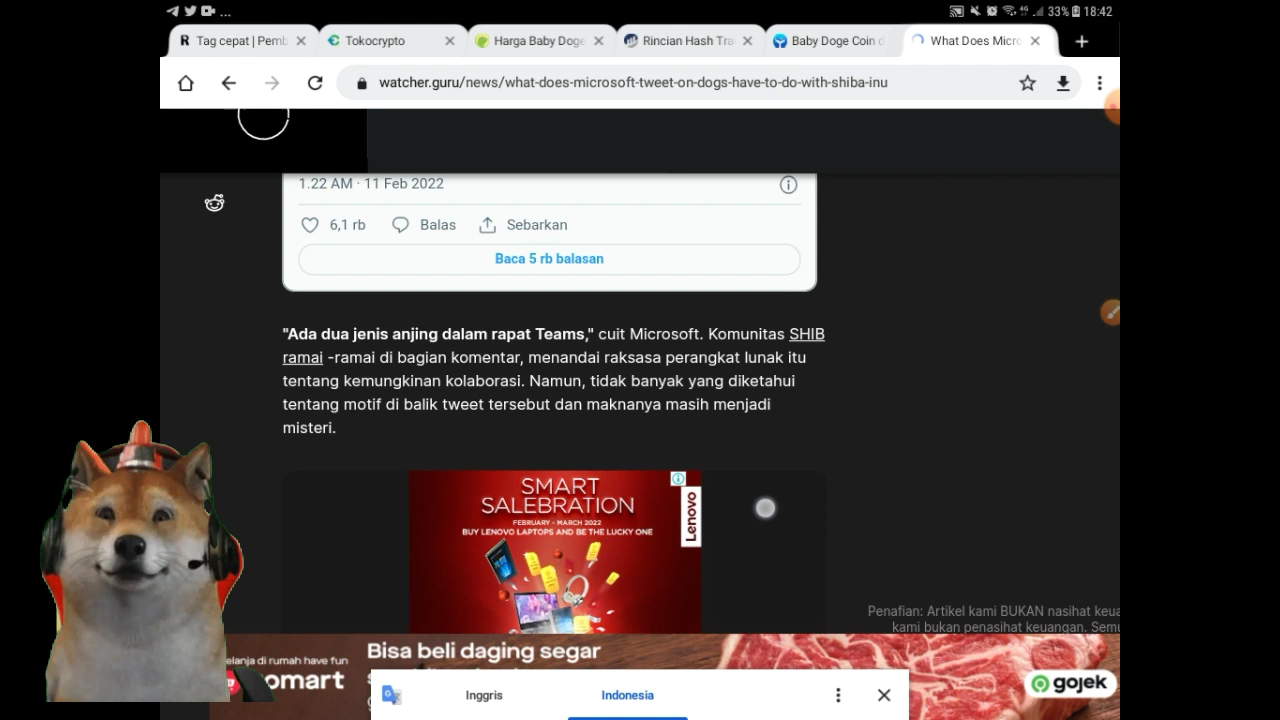 ... 33% 18:42
Tag cepat | Pemb
Tokocrypto
Harga Baby Doge
Rincian Hash Tra
Baby Doge Coin d
What Does Micro
watcher.guru/news/what-does-microsoft-tweet-on-dogs-have-to-do-with-shiba-inu
1.22 AM · 11 Feb 2022
6,1 rb Balas Sebarkan
Baca 5 rb balasan
"Ada dua jenis anjing dalam rapat Teams," cuit Microsoft. Komunitas SHIB
ramai -ramai di bagian komentar, menandai raksasa perangkat lunak itu
tentang kemungkinan kolaborasi. Namun, tidak banyak yang diketahui
tentang motif di balik tweet tersebut dan maknanya masih menjadi
misteri.
SMART
SALEBRATION
FEBRUARY - MARCH 2022
BUY LENOVO LAPTOPS AND BE THE LUCKY ONE
Lenovo
Penafian: Artikel kami BUKAN nasihat keua
kami bukan penasihat keuangan. Semu
elanja di rumah have fun
omart
Bisa beli daging segar
gojek
Inggris Indonesia